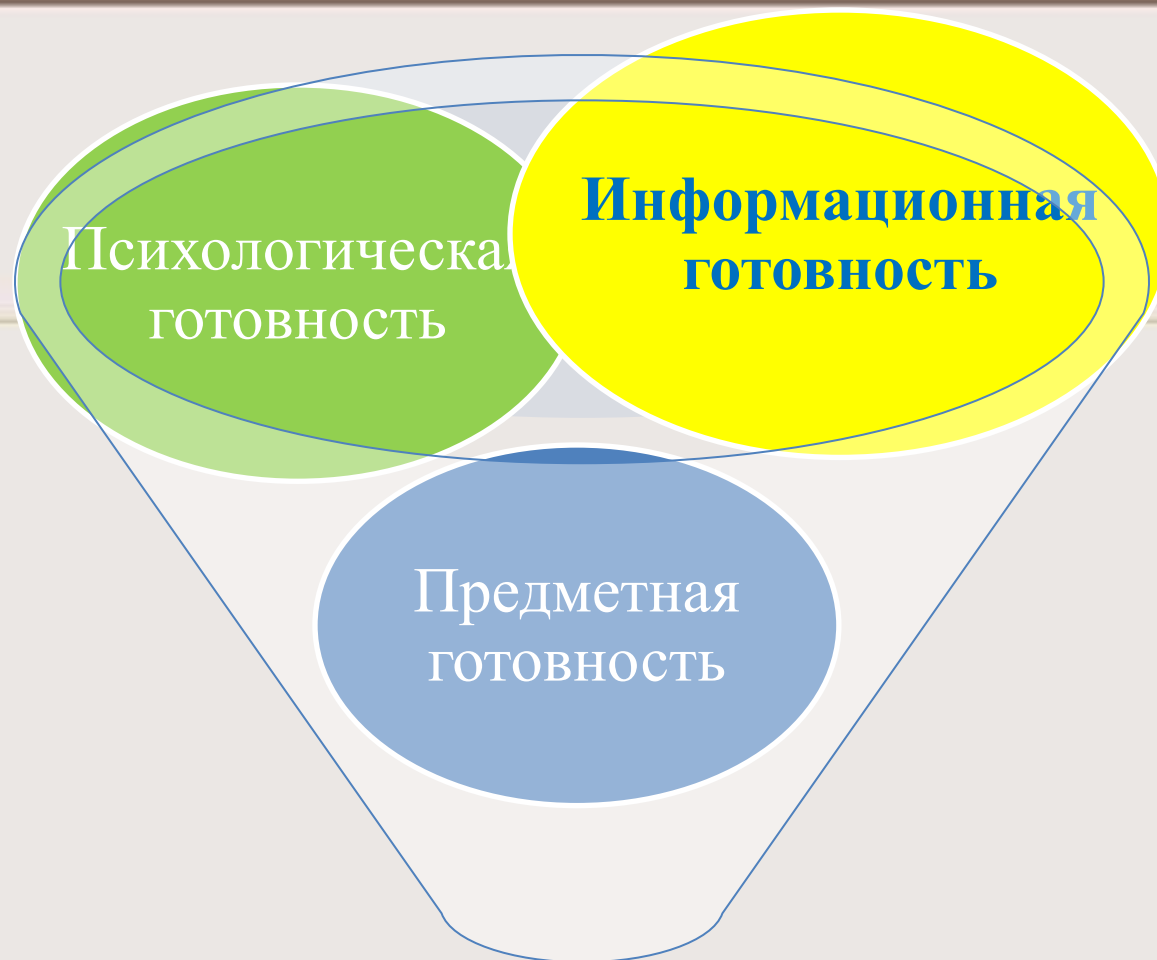 Психологическая
готовность
Информационная
готовность
Предметная
готовность